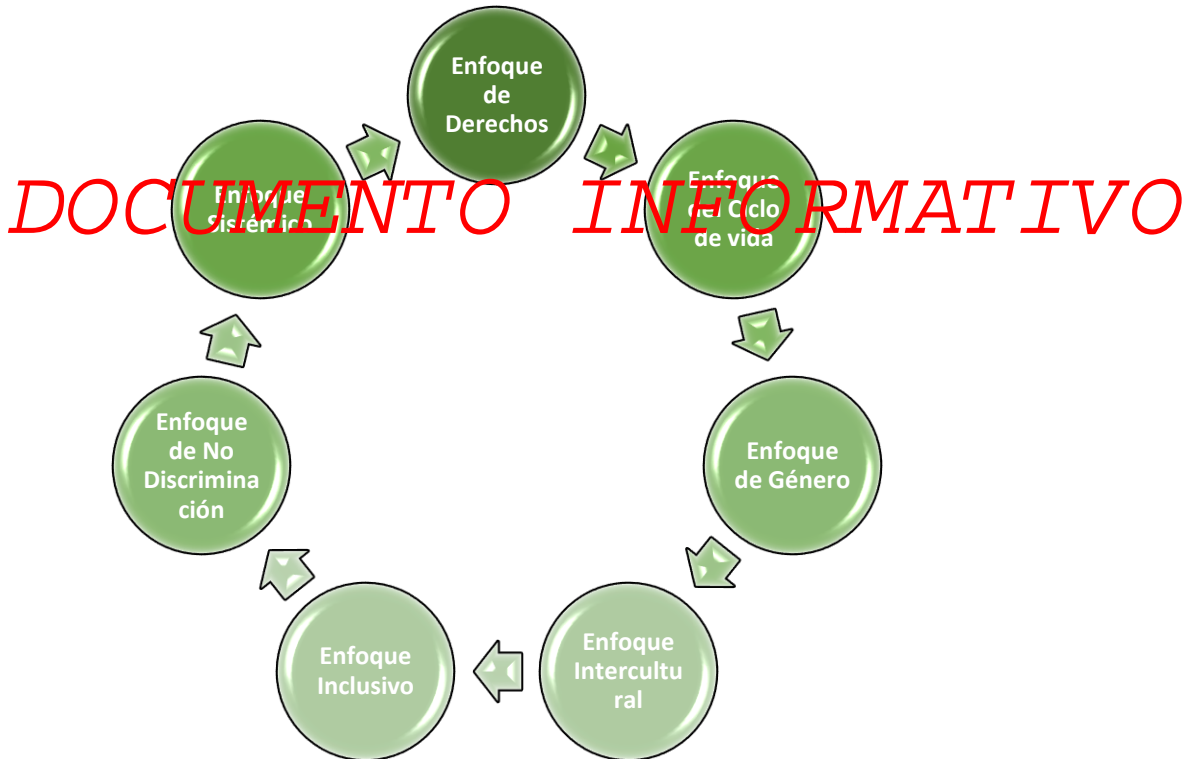 Enfoque
de
Derechos
Enfoque
del Ciclo
de vida
Enfoque
de Género
Enfoque
Intercultu
ral
Enfoque
Inclusivo
Enfoque
de No
Discrimina
ción
Enfoque
Sistémico
DOCUMENTO INFORMATIVO